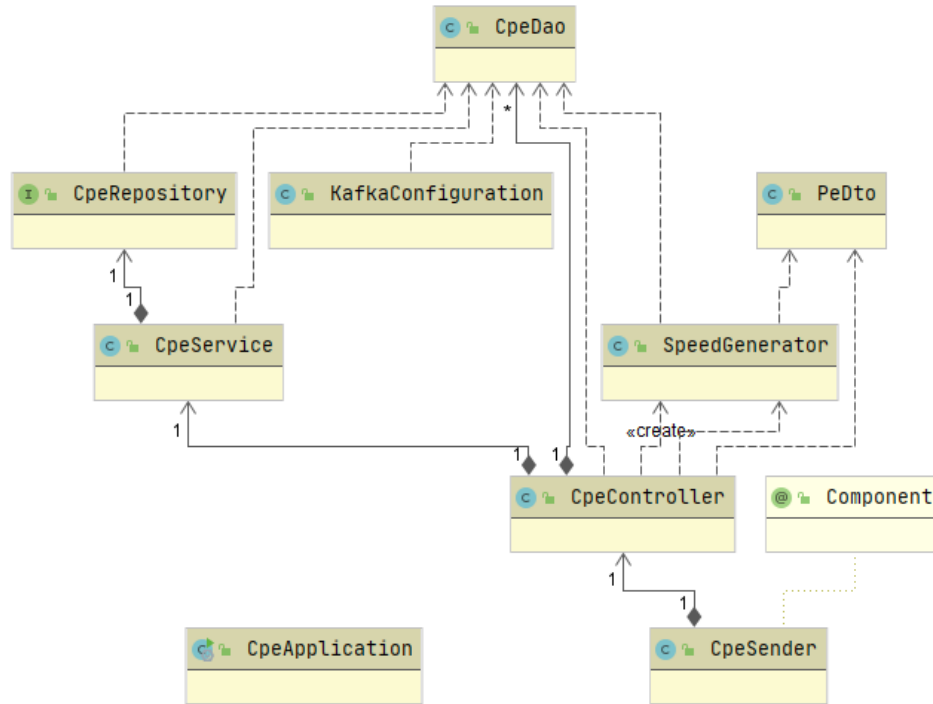 C CpeDao
*
I CpeRepository
C KafkaConfiguration
C PeDto
1
1
C CpeService
C SpeedGenerator
1
«create»
1
1
C CpeController
@ Component
1
1
C CpeApplication
C CpeSender